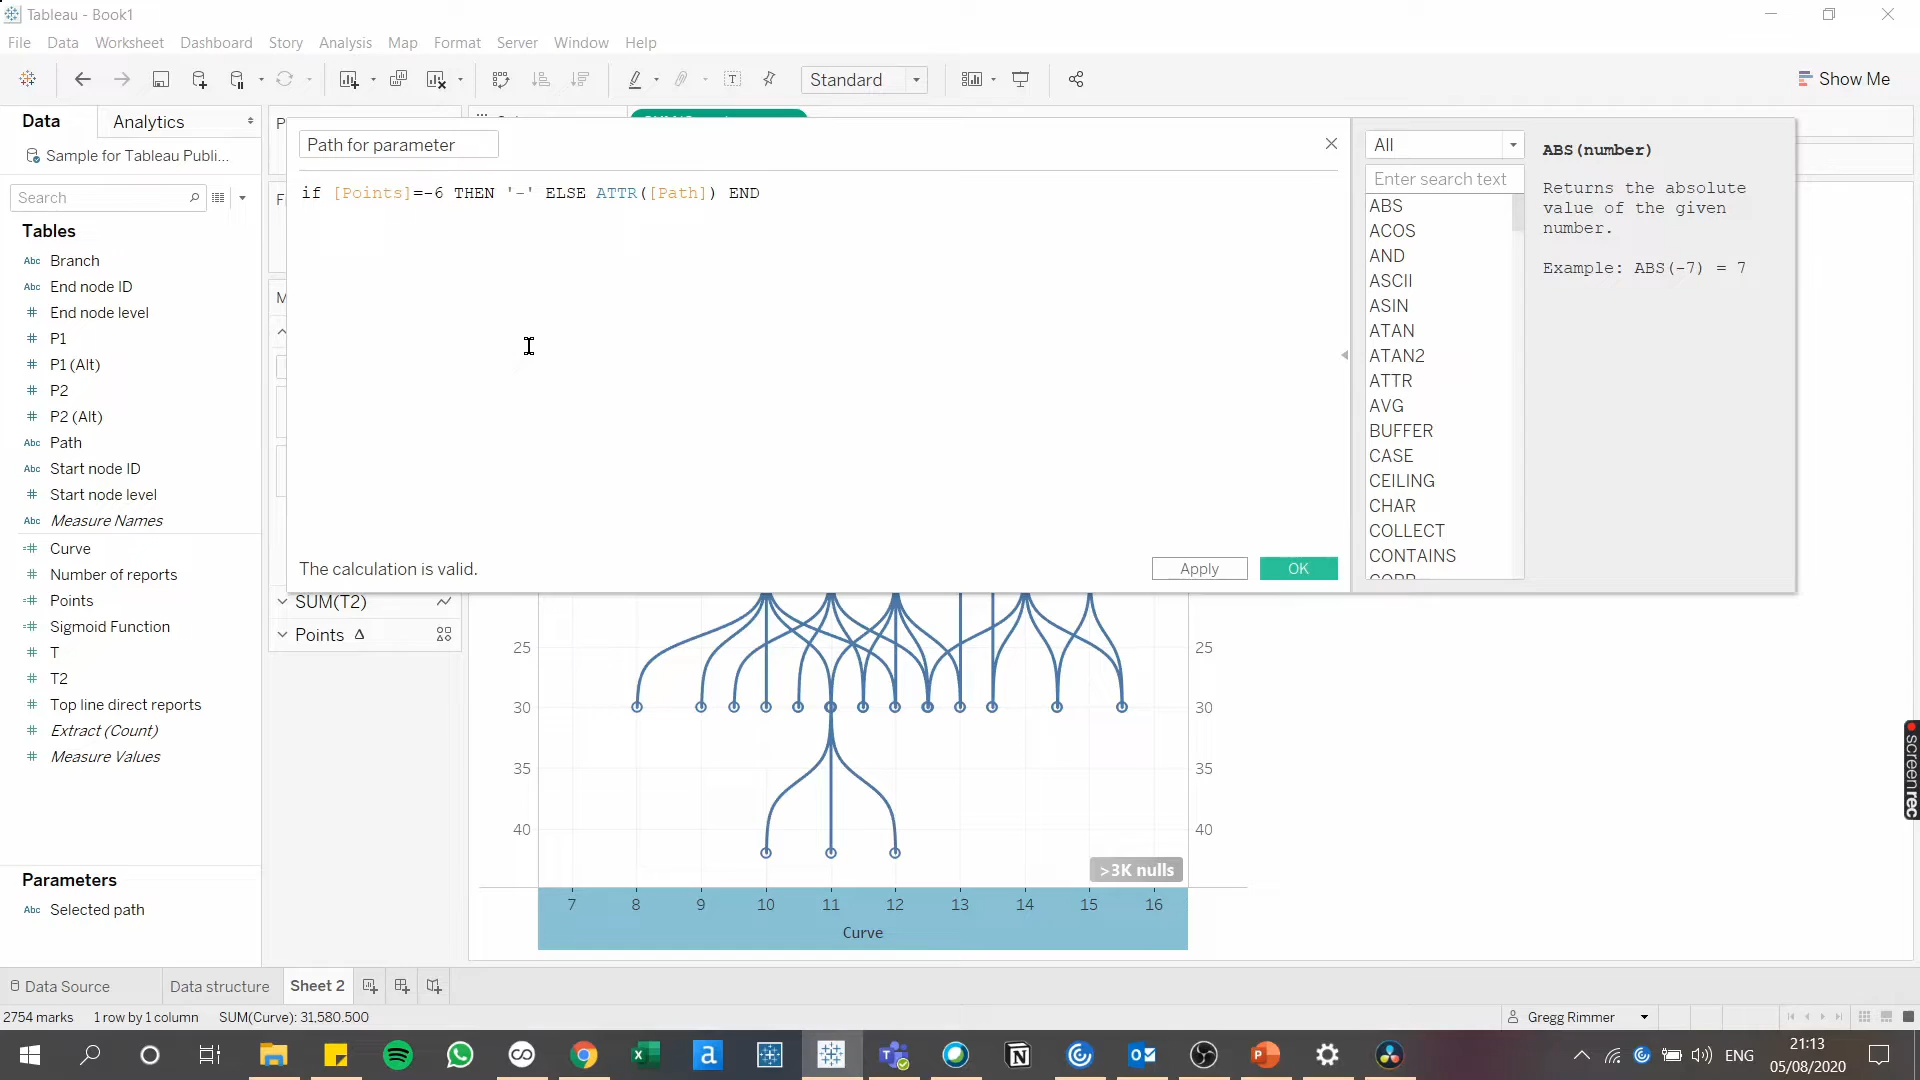 Tableau - Book1
File Data Worksheet Dashboard Story Analysis Map Format Server Window Help
Standard
Show Me
Data
Analytics
Sample for Tableau Publi...
Search
Tables
Abc Branch
Abc End node ID
# End node level
# P1
# P1 (Alt)
# P2
# P2 (Alt)
Abc Path
Abc Start node ID
# Start node level
Abc Measure Names
=# Curve
# Number of reports
=# Points
=# Sigmoid Function
# T
# T2
# Top line direct reports
# Extract (Count)
# Measure Values
Parameters
Abc Selected path
Path for parameter
if [Points]=-6 THEN '-' ELSE ATTR([Path]) END
The calculation is valid.
Apply
OK
All
Enter search text
ABS
ACOS
AND
ASCII
ASIN
ATAN
ATAN2
ATTR
AVG
BUFFER
CASE
CEILING
CHAR
COLLECT
CONTAINS
ABS(number)
Returns the absolute
value of the given
number.
Example: ABS(-7) = 7
SUM(T2)
Points Δ
25
30
35
40
25
30
35
40
>3K nulls
7 8 9 10 11 12 13 14 15 16
Curve
screenrec
Data Source
Data structure
Sheet 2
2754 marks
1 row by 1 column
SUM(Curve): 31,580.500
Gregg Rimmer
ENG
21:13
05/08/2020